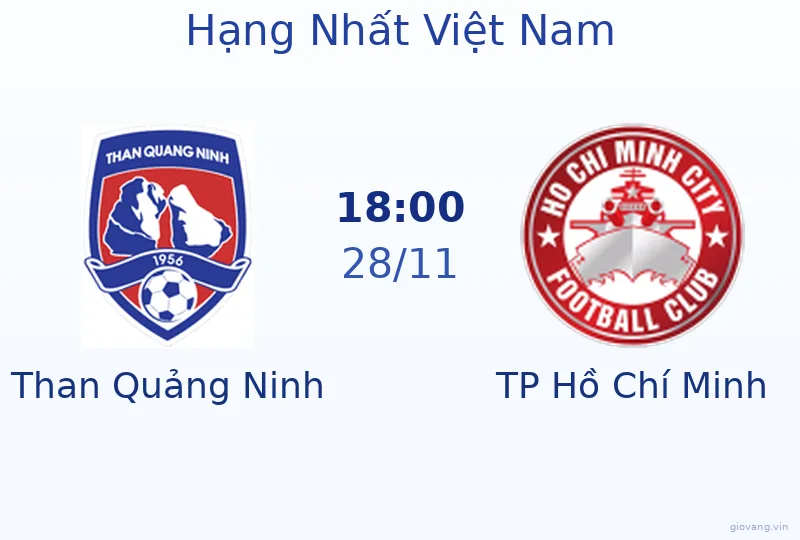 Hạng Nhất Việt Nam
THAN QUANG NINH
1956
HO CHI MINH CITY
FOOTBALL CLUB
18:00
28/11
Than Quảng Ninh
TP Hồ Chí Minh
giovang.vin